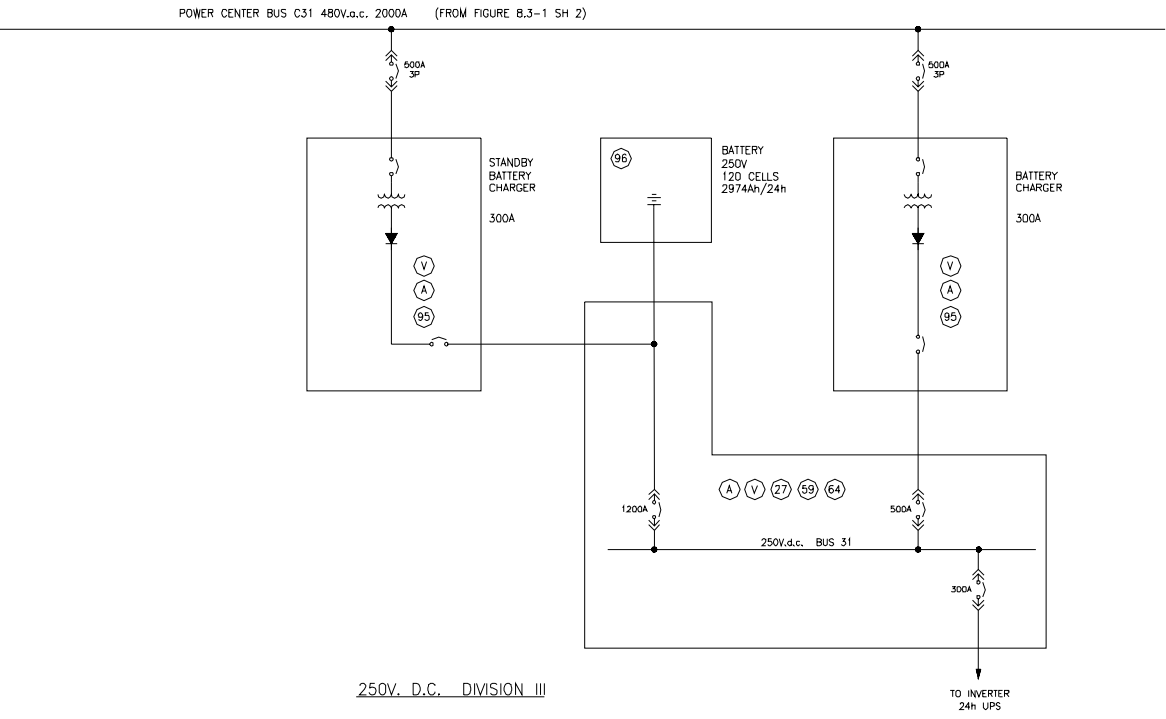 POWER CENTER BUS C31 480V.a.c. 2000A (FROM FIGURE 8.3-1 SH 2)
500A
3P
500A
3P
STANDBY
BATTERY
CHARGER
300A
V
A
95
96
BATTERY
250V
120 CELLS
2974Ah/24h
BATTERY
CHARGER
300A
V
A
95
A V 27 59 64
1200A
500A
250V.d.c. BUS 31
300A
250V. D.C. DIVISION III
TO INVERTER
24h UPS